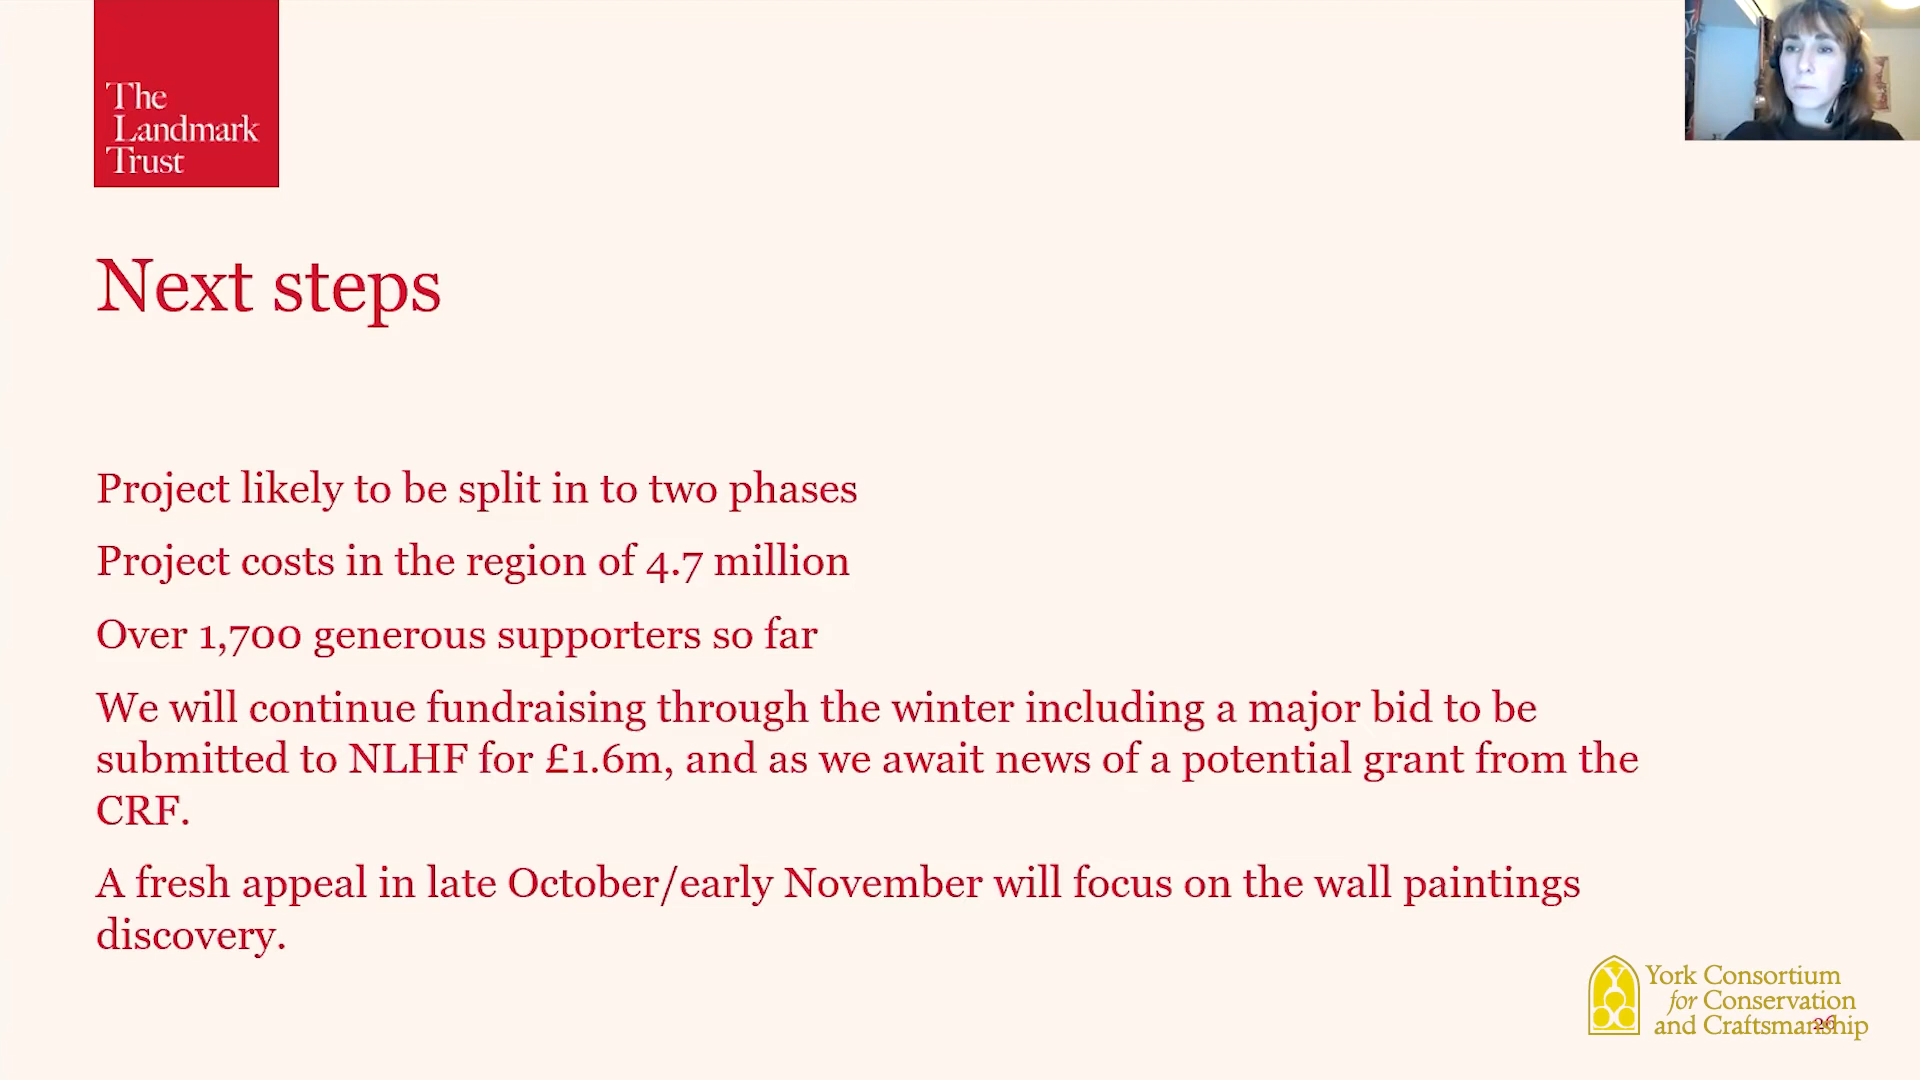 The
Landmark
Trust
Next steps
Project likely to be split in to two phases
Project costs in the region of 4.7 million
Over 1,700 generous supporters so far
We will continue fundraising through the winter including a major bid to be
submitted to NLHF for £1.6m, and as we await news of a potential grant from the
CRF.
A fresh appeal in late October/early November will focus on the wall paintings
discovery.
York Consortium
for Conservation
and Craftsmanship
26